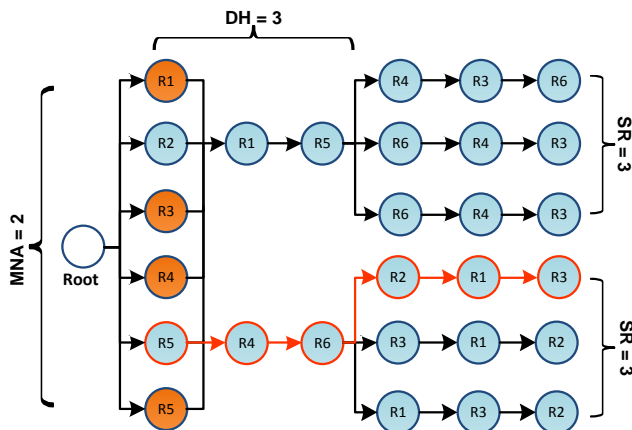 DH = 3
R1 R4 R3 R6
R2 R1 R5 R6 R4 R3
SR = 3
R3 R6 R4 R3
MNA = 2
Root
R4 R2 R1 R3
R5 R4 R6 R3 R1 R2
SR = 3
R5 R1 R3 R2